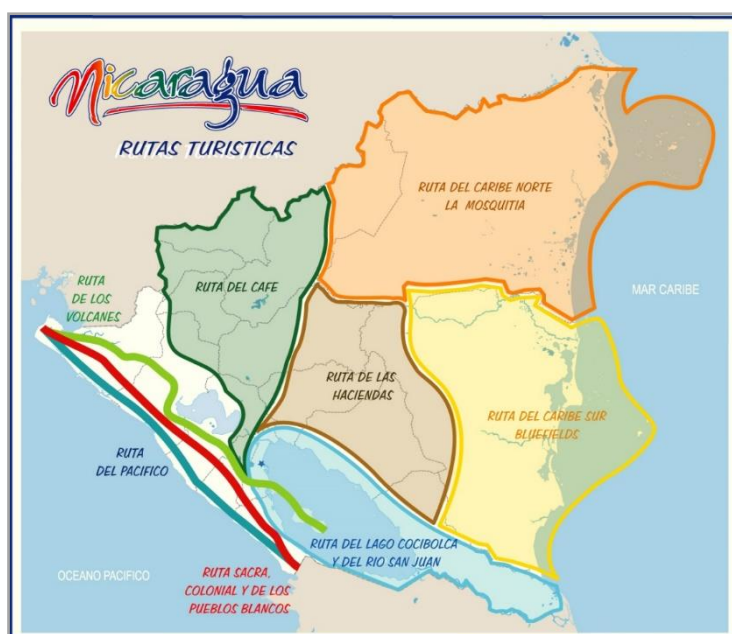 Nicaragua
RUTAS TURISTICAS
RUTA DEL CARIBE NORTE
LA MOSQUITIA
RUTA
DE LOS
VOLCANES
RUTA DEL CAFE
MAR CARIBE
RUTA DE LAS
HACIENDAS
RUTA DEL CARIBE SUR
BLUEFIELDS
RUTA
DEL PACIFICO
RUTA DEL LAGO COCIBOLCA
Y DEL RIO SAN JUAN
OCEANO PACIFICO
RUTA SACRA,
COLONIAL Y DE LOS
PUEBLOS BLANCOS